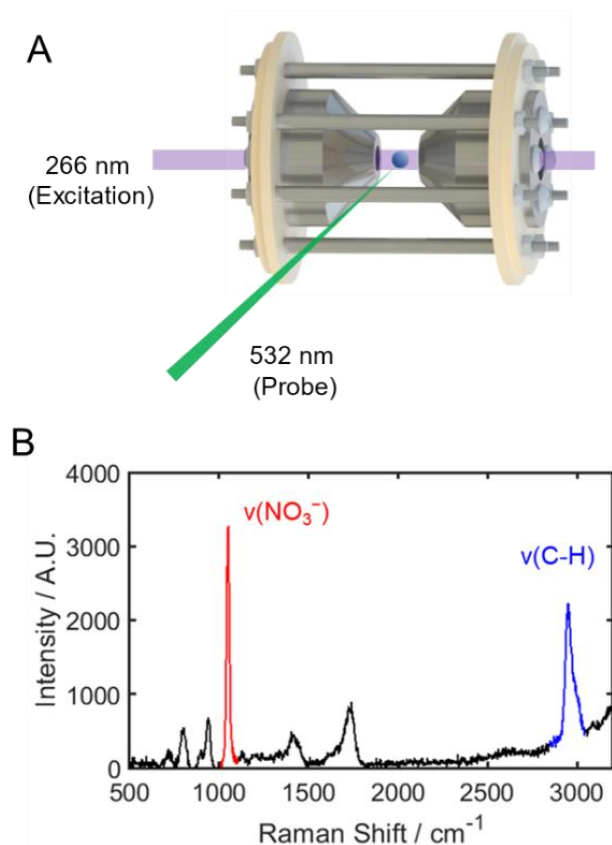 A
266 nm
(Excitation)
532 nm
(Probe)
B
4000
3000
2000
1000
0
Intensity / A.U.
ν(NO₃⁻)
ν(C-H)
500 1000 1500 2000 2500 3000
Raman Shift / cm⁻¹